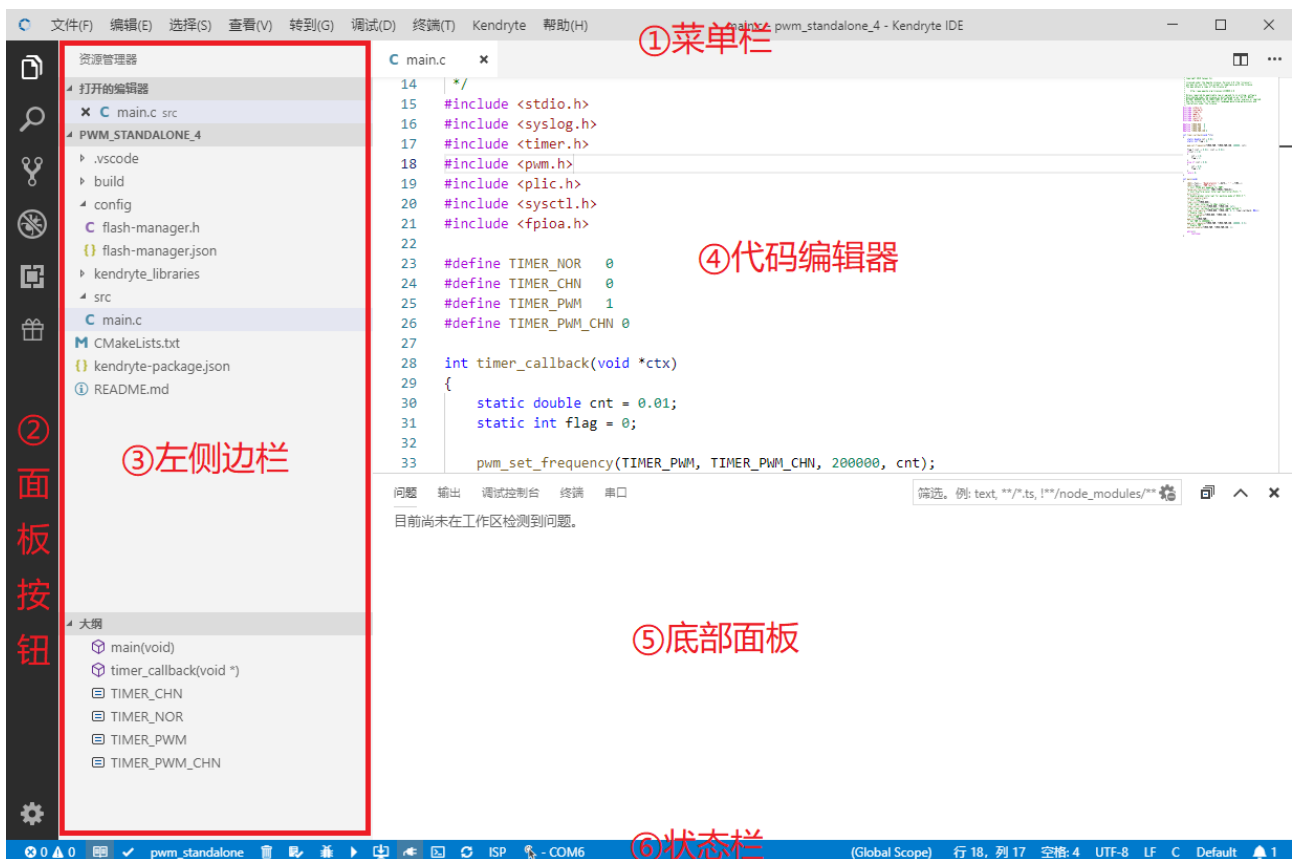 文件(F) 编辑(E) 选择(S) 查看(V) 转到(G) 调试(D) 终端(T) Kendryte 帮助(H) main.c - pwm_standalone_4 - Kendryte IDE
①菜单栏
资源管理器
打开的编辑器
main.c src
PWM_STANDALONE_4
.vscode
build
config
C flash-manager.h
{} flash-manager.json
kendryte_libraries
src
C main.c
M CMakeLists.txt
{} kendryte-package.json
README.md
②面板按钮
③左侧边栏
大纲
main(void)
timer_callback(void *)
TIMER_CHN
TIMER_NOR
TIMER_PWM
TIMER_PWM_CHN
C main.c
14 */
15 #include <stdio.h>
16 #include <syslog.h>
17 #include <timer.h>
18 #include <pwm.h>
19 #include <plic.h>
20 #include <sysctl.h>
21 #include <fpioa.h>
22
23 #define TIMER_NOR 0
24 #define TIMER_CHN 0
25 #define TIMER_PWM 1
26 #define TIMER_PWM_CHN 0
27
28 int timer_callback(void *ctx)
29 {
30 static double cnt = 0.01;
31 static int flag = 0;
32
33 pwm_set_frequency(TIMER_PWM, TIMER_PWM_CHN, 200000, cnt);
④代码编辑器
问题 输出 调试控制台 终端 串口 筛选。例: text, **/*.ts, !**/node_modules/**
目前尚未在工作区检测到问题。
⑤底部面板
⑥状态栏
0 0 pwm_standalone ISP - COM6 (Global Scope) 行 18，列 17 空格: 4 UTF-8 LF C Default 1